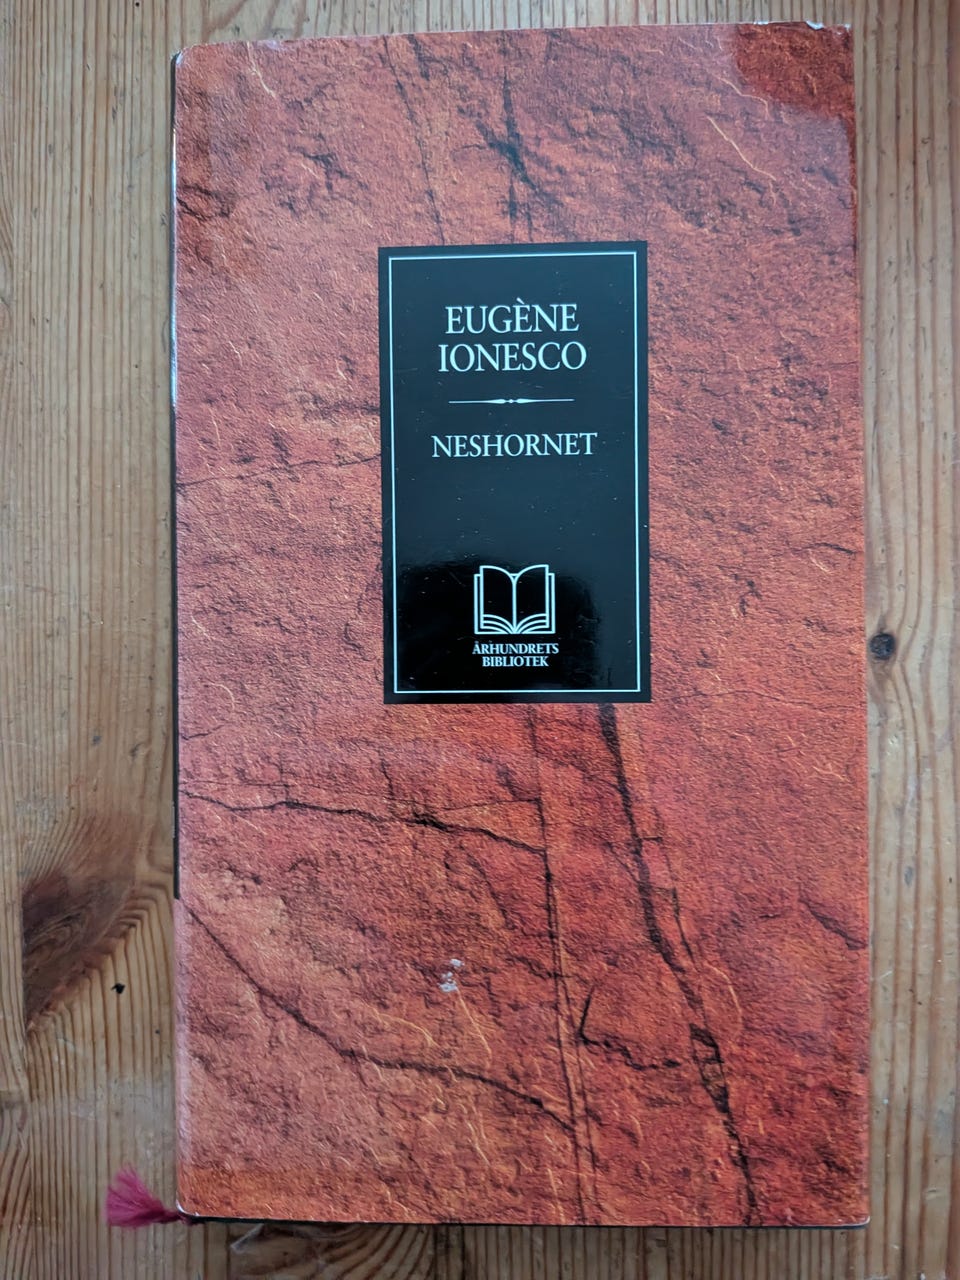 EUGÈNE
IONESCO
NESHORNET
ÅRHUNDRETS
BIBLIOTEK